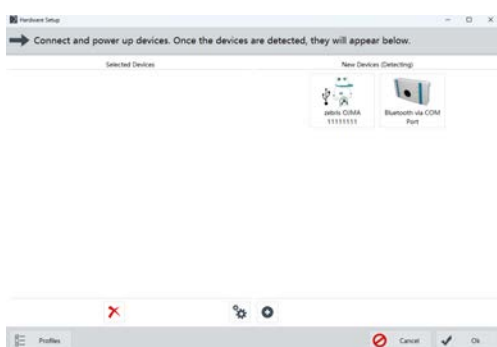 Hardware Setup
Connect and power up devices. Once the devices are detected, they will appear below.
Selected Devices
New Devices (Detecting)
zebris OJMA
11111111
Bluetooth via COM
Port
Profiles
Cancel
Ok